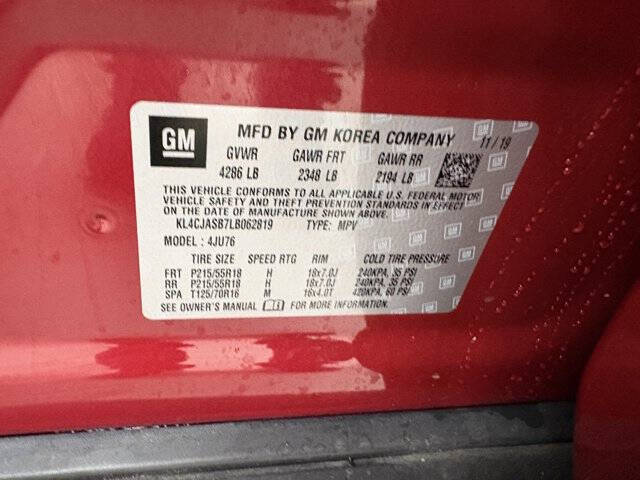 GM
MFD BY GM KOREA COMPANY 11/19
GVWR GAWR FRT GAWR RR
4286 LB 2348 LB 2194 LB
THIS VEHICLE CONFORMS TO ALL APPLICABLE U.S. FEDERAL MOTOR
VEHICLE SAFETY AND THEFT PREVENTION STANDARDS IN EFFECT ON
THE DATE OF MANUFACTURE SHOWN ABOVE.
KL4CJASB7LB062819 TYPE: MPV
MODEL: 4JU76
TIRE SIZE SPEED RTG RIM COLD TIRE PRESSURE
FRT P215/55R18 H 18x7.0J 240KPA, 35 PSI
RR P215/55R18 H 18x7.0J 240KPA, 35 PSI
SPA T125/70R16 M 16x4.0T 420KPA, 60 PSI
SEE OWNER'S MANUAL FOR MORE INFORMATION.